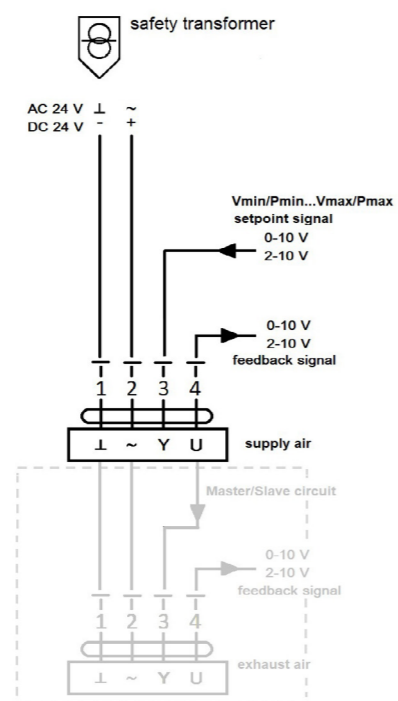 safety transformer
AC 24 V ⊥ ~
DC 24 V - +
Vmin/Pmin...Vmax/Pmax
setpoint signal
0-10 V
2-10 V
0-10 V
2-10 V
feedback signal
1 2 3 4
⊥ ~ Y U
supply air
Master/Slave circuit
0-10 V
2-10 V
feedback signal
1 2 3 4
⊥ ~ Y U
exhaust air